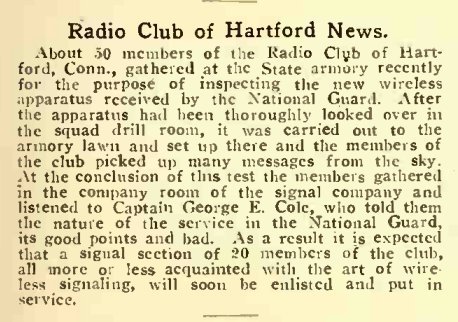 Radio Club of Hartford News.
About 50 members of the Radio Club of Hart-
ford, Conn., gathered at the State armory recently
for the purpose of inspecting the new wireless
apparatus received by the National Guard. After
the apparatus had been thoroughly looked over in
the squad drill room, it was carried out to the
armory lawn and set up there and the members of
the club picked up many messages from the sky.
At the conclusion of this test the members gathered
in the company room of the signal company and
listened to Captain George E. Cole, who told them
the nature of the service in the National Guard,
its good points and bad. As a result it is expected
that a signal section of 20 members of the club,
all more or less acquainted with the art of wire-
less signaling, will soon be enlisted and put in
service.